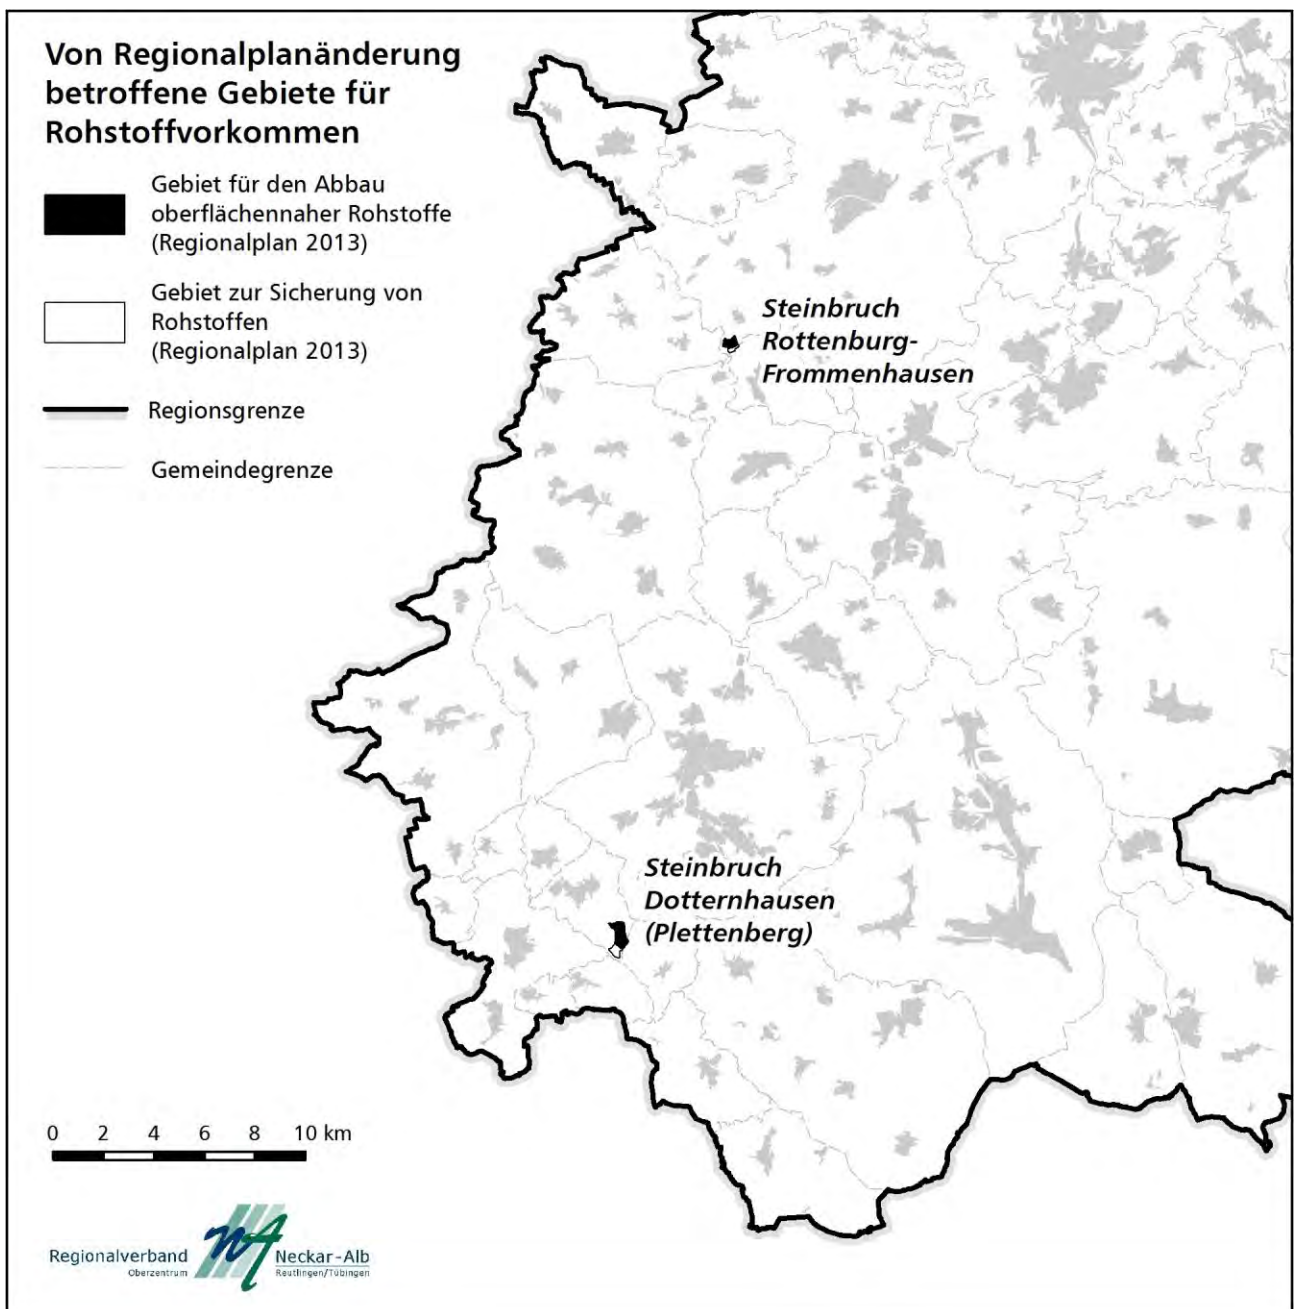 Von Regionalplanänderung
betroffene Gebiete für
Rohstoffvorkommen
Gebiet für den Abbau
oberflächennaher Rohstoffe
(Regionalplan 2013)
Gebiet zur Sicherung von
Rohstoffen
(Regionalplan 2013)
Regionsgrenze
Gemeindegrenze
Steinbruch
Rottenburg-
Frommenhausen
Steinbruch
Dotternhausen
(Plettenberg)
0 2 4 6 8 10 km
Regionalverband
Oberzentrum
NA
Neckar-Alb
Reutlingen/Tübingen